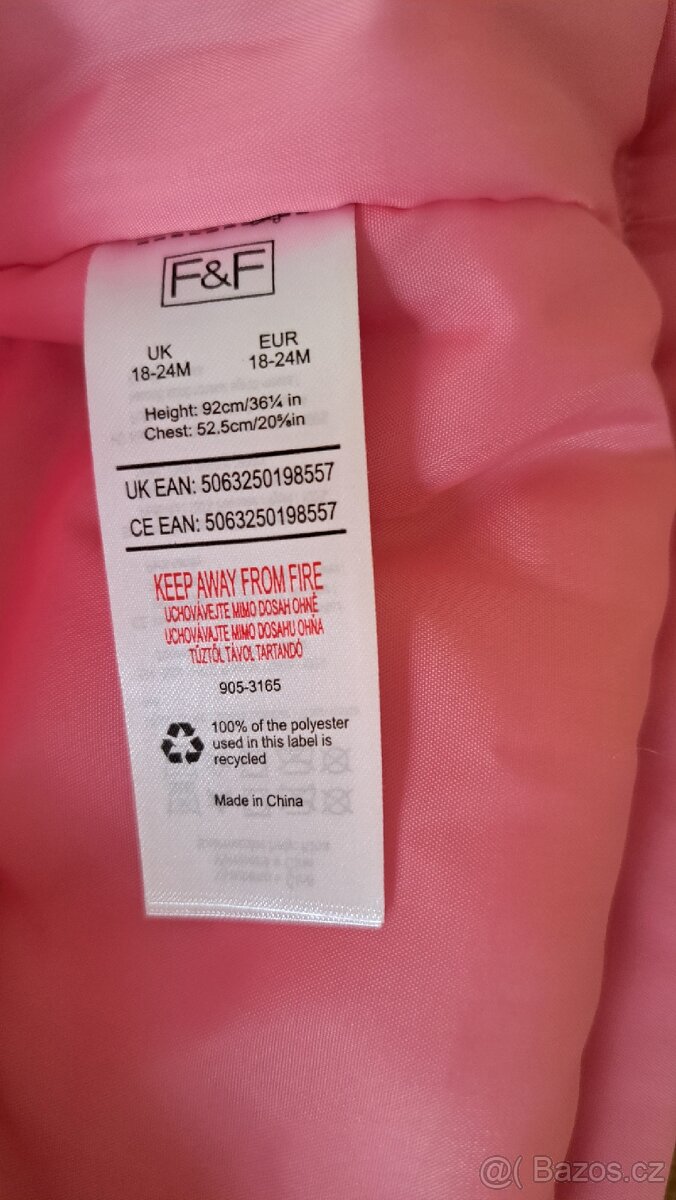 F&F
UK EUR
18-24M 18-24M
Height: 92cm/36¼ in
Chest: 52.5cm/20⅝in
UK EAN: 5063250198557
CE EAN: 5063250198557
KEEP AWAY FROM FIRE
UCHOVÁVEJTE MIMO DOSAH OHNĚ
UCHOVÁVAJTE MIMO DOSAHU OHŇA
TŰZTŐL TÁVOL TARTANDÓ
905-3165
100% of the polyester
used in this label is
recycled
Made in China
@( Bazos.cz